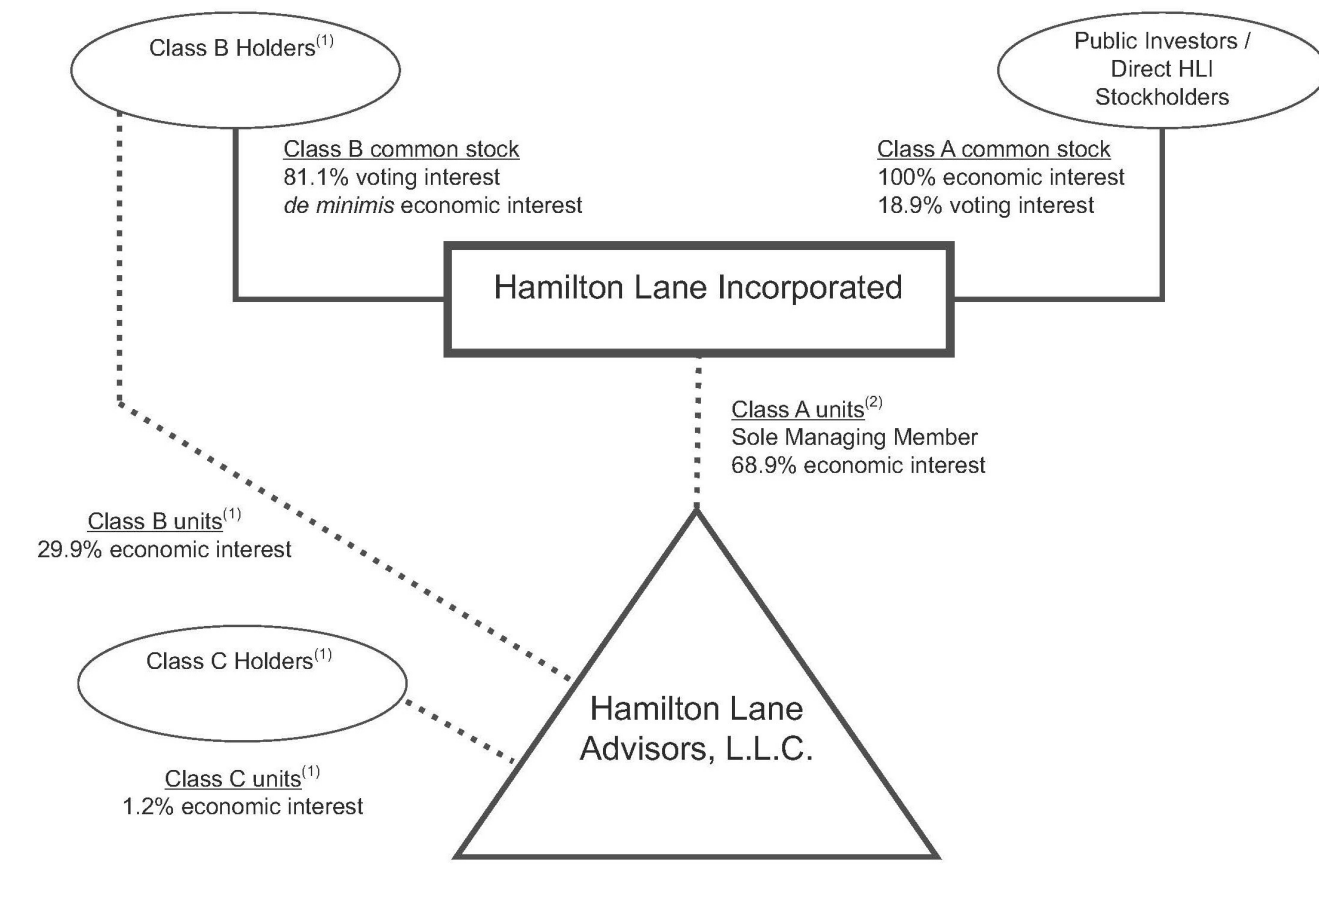 Class B Holders(1)
Public Investors /
Direct HLI
Stockholders
Class B common stock
81.1% voting interest
de minimis economic interest
Class A common stock
100% economic interest
18.9% voting interest
Hamilton Lane Incorporated
Class A units(2)
Sole Managing Member
68.9% economic interest
Class B units(1)
29.9% economic interest
Class C Holders(1)
Class C units(1)
1.2% economic interest
Hamilton Lane
Advisors, L.L.C.